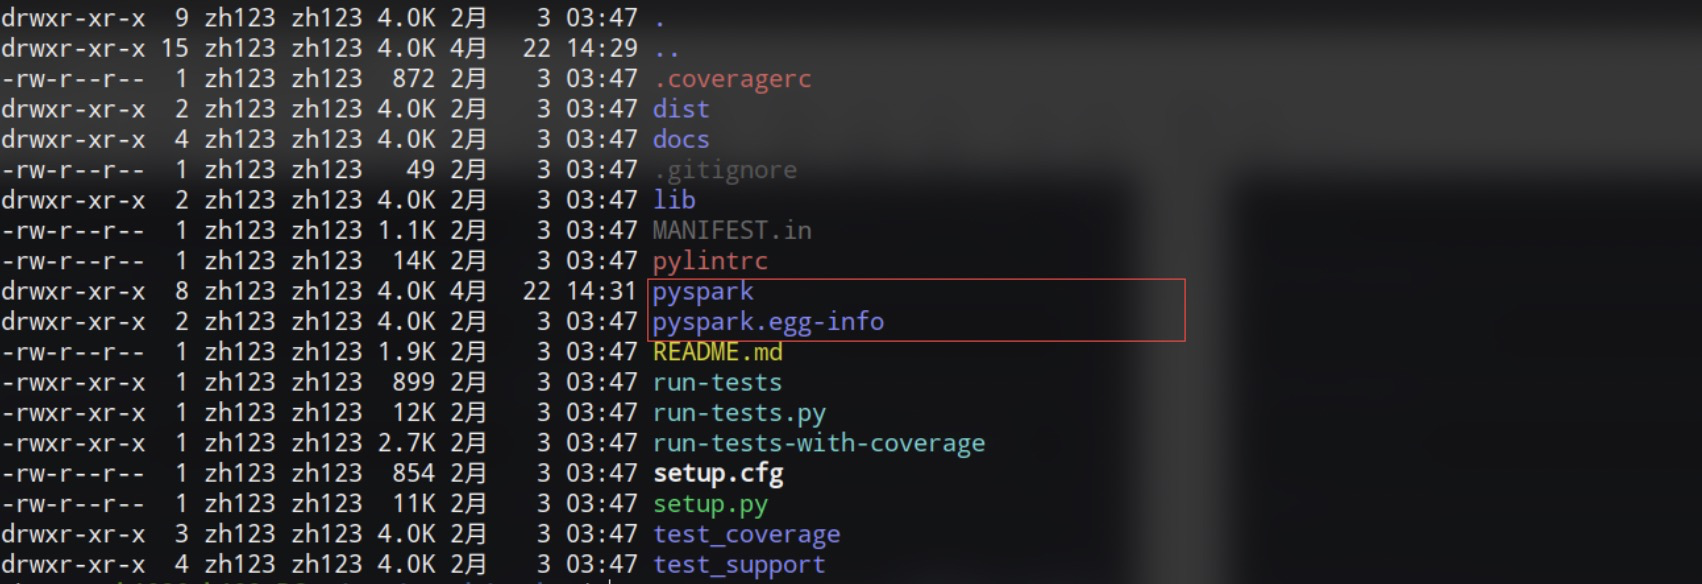 drwxr-xr-x  9 zh123 zh123 4.0K 2月   3 03:47 .
drwxr-xr-x 15 zh123 zh123 4.0K 4月  22 14:29 ..
-rw-r--r--  1 zh123 zh123  872 2月   3 03:47 .coveragerc
drwxr-xr-x  2 zh123 zh123 4.0K 2月   3 03:47 dist
drwxr-xr-x  4 zh123 zh123 4.0K 2月   3 03:47 docs
-rw-r--r--  1 zh123 zh123   49 2月   3 03:47 .gitignore
drwxr-xr-x  2 zh123 zh123 4.0K 2月   3 03:47 lib
-rw-r--r--  1 zh123 zh123 1.1K 2月   3 03:47 MANIFEST.in
-rw-r--r--  1 zh123 zh123  14K 2月   3 03:47 pylintrc
drwxr-xr-x  8 zh123 zh123 4.0K 4月  22 14:31 pyspark
drwxr-xr-x  2 zh123 zh123 4.0K 2月   3 03:47 pyspark.egg-info
-rw-r--r--  1 zh123 zh123 1.9K 2月   3 03:47 README.md
-rwxr-xr-x  1 zh123 zh123  899 2月   3 03:47 run-tests
-rwxr-xr-x  1 zh123 zh123  12K 2月   3 03:47 run-tests.py
-rwxr-xr-x  1 zh123 zh123 2.7K 2月   3 03:47 run-tests-with-coverage
-rw-r--r--  1 zh123 zh123  854 2月   3 03:47 setup.cfg
-rw-r--r--  1 zh123 zh123  11K 2月   3 03:47 setup.py
drwxr-xr-x  3 zh123 zh123 4.0K 2月   3 03:47 test_coverage
drwxr-xr-x  4 zh123 zh123 4.0K 2月   3 03:47 test_support